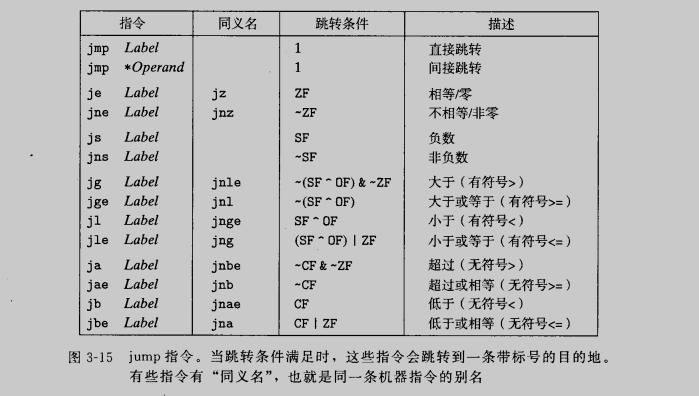 指令 同义名 跳转条件 描述
jmp Label 1 直接跳转
jmp *Operand 1 间接跳转
je Label jz ZF 相等/零
jne Label jnz ~ZF 不相等/非零
js Label SF 负数
jns Label ~SF 非负数
jg Label jnle ~(SF ^ OF) & ~ZF 大于（有符号>）
jge Label jnl ~(SF ^ OF) 大于或等于（有符号>=）
jl Label jnge SF ^ OF 小于（有符号<）
jle Label jng (SF ^ OF) | ZF 小于或等于（有符号<=）
ja Label jnbe ~CF & ~ZF 超过（无符号>）
jae Label jnb ~CF 超过或相等（无符号>=）
jb Label jnae CF 低于（无符号<）
jbe Label jna CF | ZF 低于或相等（无符号<=）
图 3-15 jump 指令。当跳转条件满足时，这些指令会跳转到一条带标号的目的地。
有些指令有“同义名”，也就是同一条机器指令的别名